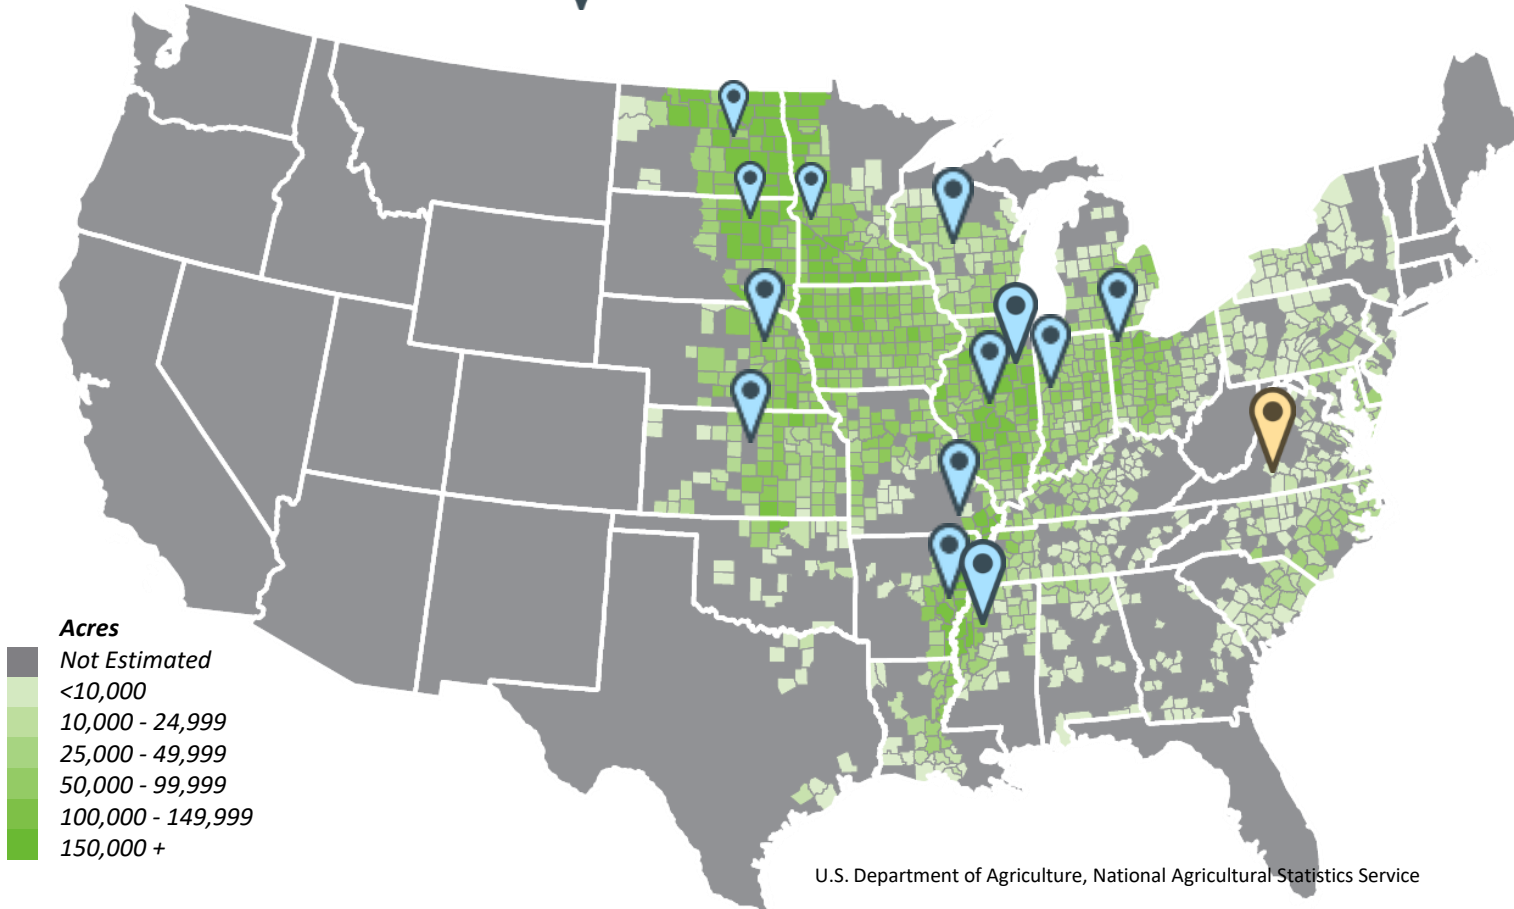 Acres
Not Estimated
<10,000
10,000 - 24,999
25,000 - 49,999
50,000 - 99,999
100,000 - 149,999
150,000 +
U.S. Department of Agriculture, National Agricultural Statistics Service